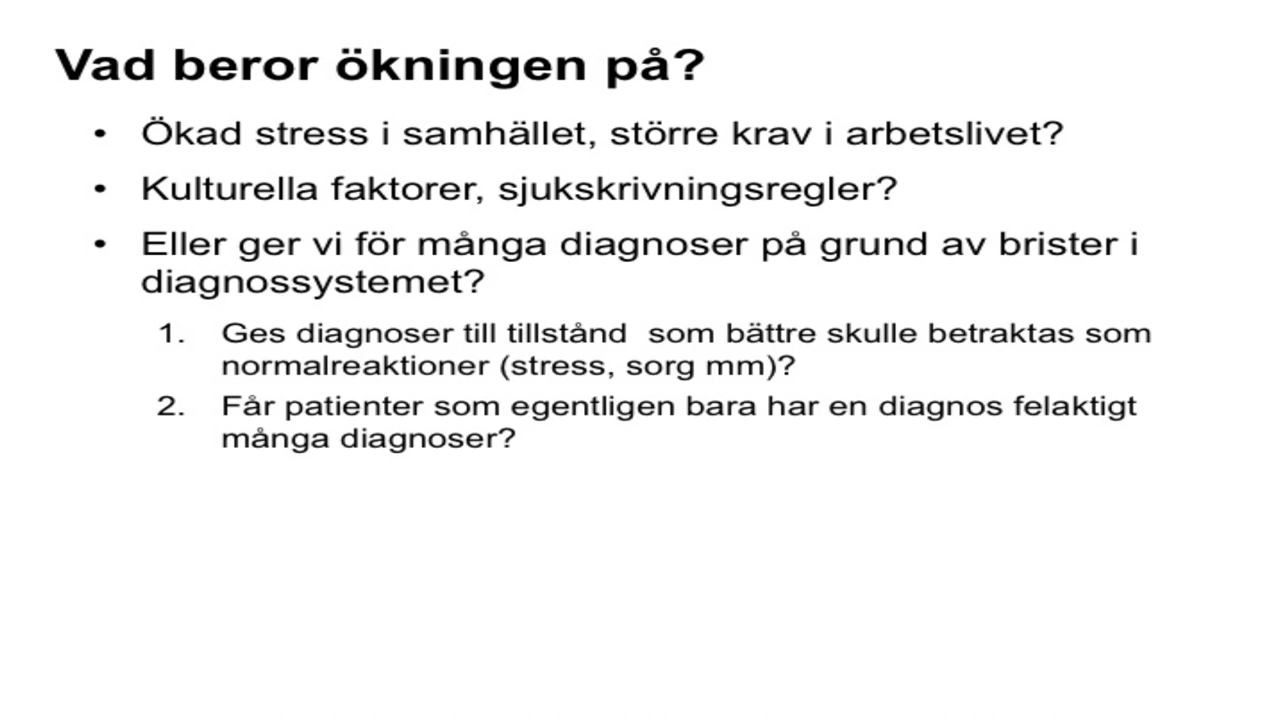 Vad beror ökningen på?
• Ökad stress i samhället, större krav i arbetslivet?
• Kulturella faktorer, sjukskrivningsregler?
• Eller ger vi för många diagnoser på grund av brister i
diagnossystemet?
1. Ges diagnoser till tillstånd  som bättre skulle betraktas som
normalreaktioner (stress, sorg mm)?
2. Får patienter som egentligen bara har en diagnos felaktigt
många diagnoser?